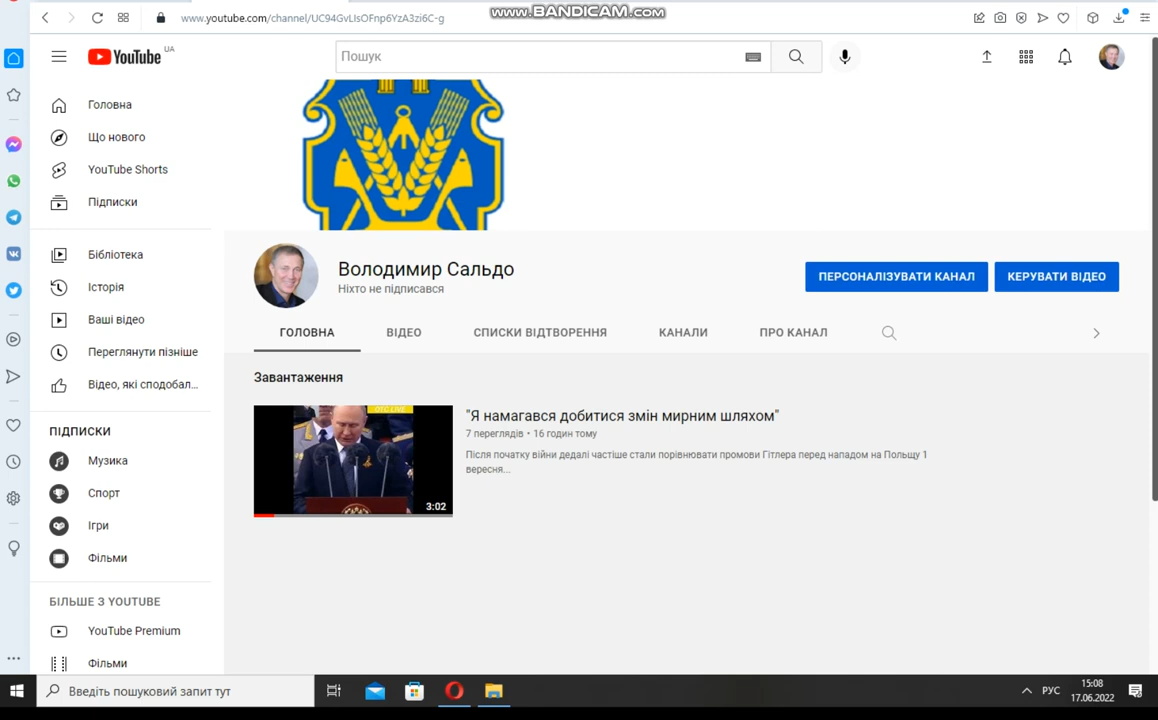 www.BANDICAM.com
www.youtube.com/channel/UC94GvLIsOFnp6YzA3zi6C-g
YouTube UA
Пошук
Головна
Що нового
YouTube Shorts
Підписки
Бібліотека
Історія
Ваші відео
Переглянути пізніше
Відео, які сподобал...
ПІДПИСКИ
Музика
Спорт
Ігри
Фільми
БІЛЬШЕ З YOUTUBE
YouTube Premium
Фільми
Володимир Сальдо
Ніхто не підписався
ПЕРСОНАЛІЗУВАТИ КАНАЛ
КЕРУВАТИ ВІДЕО
ГОЛОВНА ВІДЕО СПИСКИ ВІДТВОРЕННЯ КАНАЛИ ПРО КАНАЛ
Завантаження
OTC LIVE
3:02
"Я намагався добитися змін мирним шляхом"
7 переглядів • 16 годин тому
Після початку війни дедалі частіше стали порівнювати промови Гітлера перед нападом на Польщу 1
вересня...
Введіть пошуковий запит тут
РУС
15:08
17.06.2022